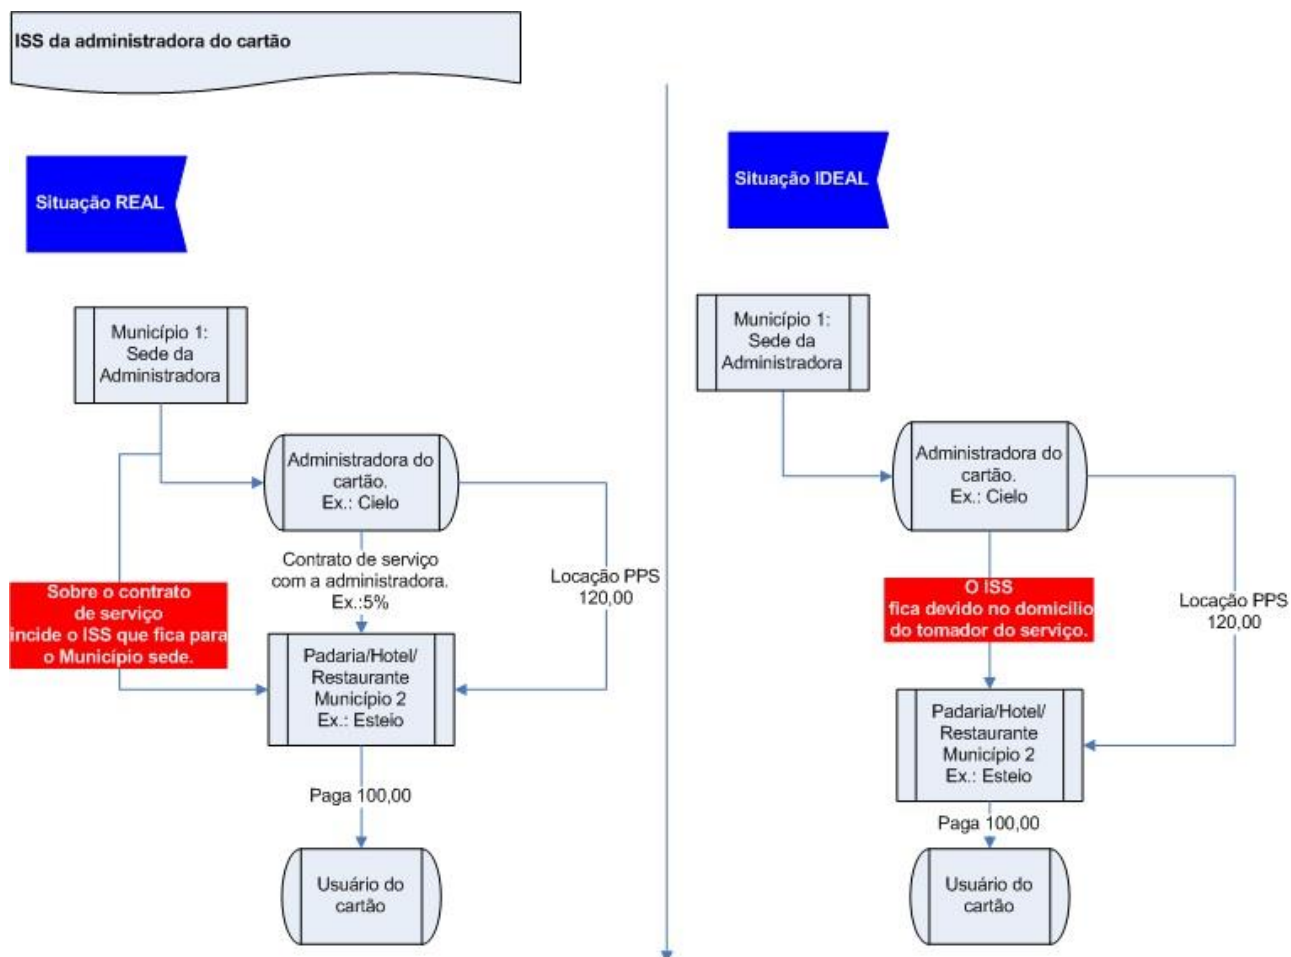 ISS da administradora do cartão
Situação REAL
Município 1:
Sede da
Administradora
Administradora do
cartão.
Ex.: Cielo
Contrato de serviço
com a administradora.
Ex.:5%
Locação PPS
120,00
Sobre o contrato
de serviço
incide o ISS que fica para
o Município sede.
Padaria/Hotel/
Restaurante
Município 2
Ex.: Esteio
Paga 100,00
Usuário do
cartão
Situação IDEAL
Município 1:
Sede da
Administradora
Administradora do
cartão.
Ex.: Cielo
O ISS
fica devido no domicílio
do tomador do serviço.
Locação PPS
120,00
Padaria/Hotel/
Restaurante
Município 2
Ex.: Esteio
Paga 100,00
Usuário do
cartão